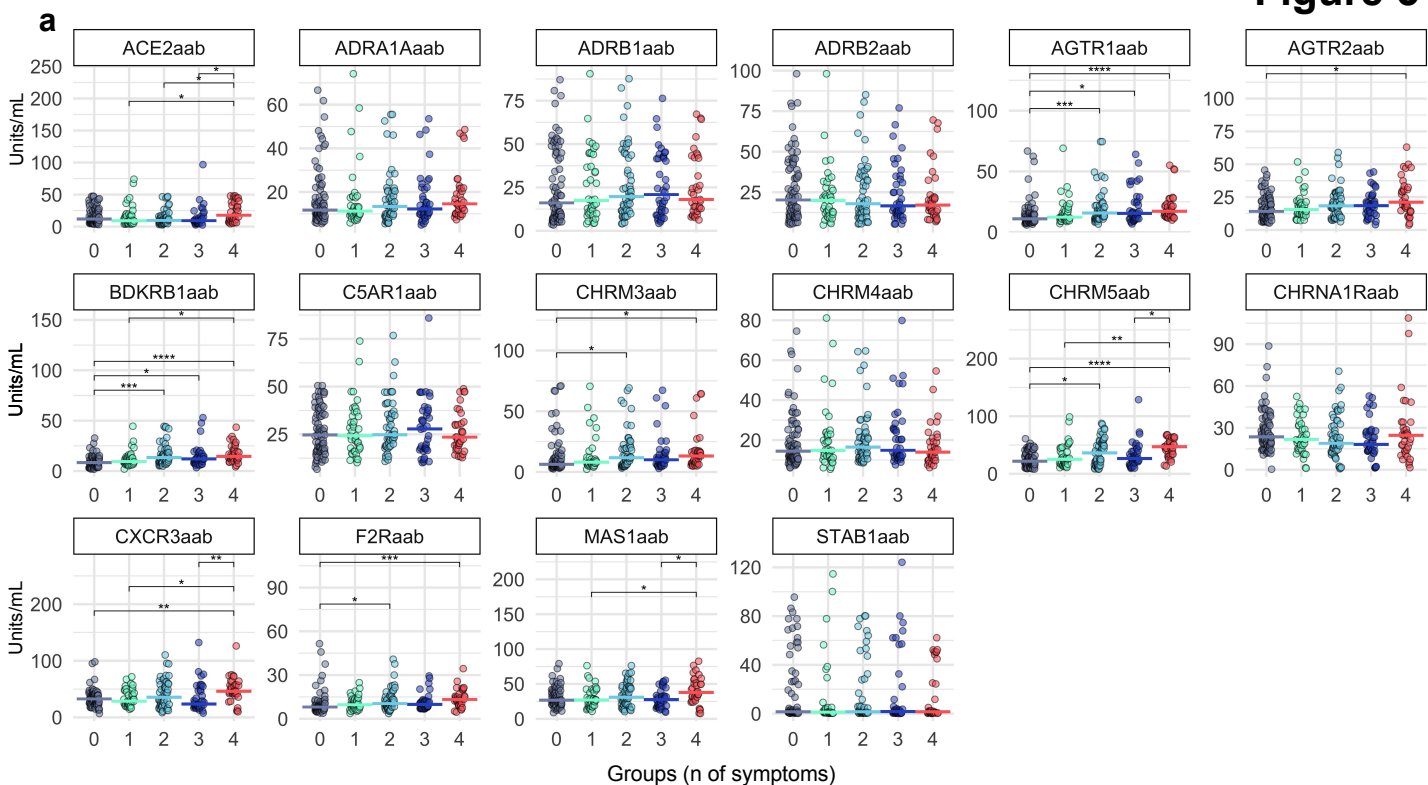 a
ACE2aab ADRA1Aaab ADRB1aab ADRB2aab AGTR1aab AGTR2aab
Units/mL
250 200 150 100 50 0
60 40 20
75 50 25 0
100 75 50 25
100 50 0
100 75 50 25 0
* * *
**** * ***
*
0 1 2 3 4 0 1 2 3 4 0 1 2 3 4 0 1 2 3 4 0 1 2 3 4 0 1 2 3 4
BDKRB1aab C5AR1aab CHRM3aab CHRM4aab CHRM5aab CHRNA1Raab
Units/mL
150 100 50 0
75 50 25
100 50 0
80 60 40 20
200 100 0
90 60 30 0
* **** * ***
* *
* ** **** *
0 1 2 3 4 0 1 2 3 4 0 1 2 3 4 0 1 2 3 4 0 1 2 3 4 0 1 2 3 4
CXCR3aab F2Raab MAS1aab STAB1aab
Units/mL
200 100 0
90 60 30 0
200 150 100 50 0
120 80 40 0
** * **
*** *
* *
0 1 2 3 4 0 1 2 3 4 0 1 2 3 4 0 1 2 3 4
Groups (n of symptoms)